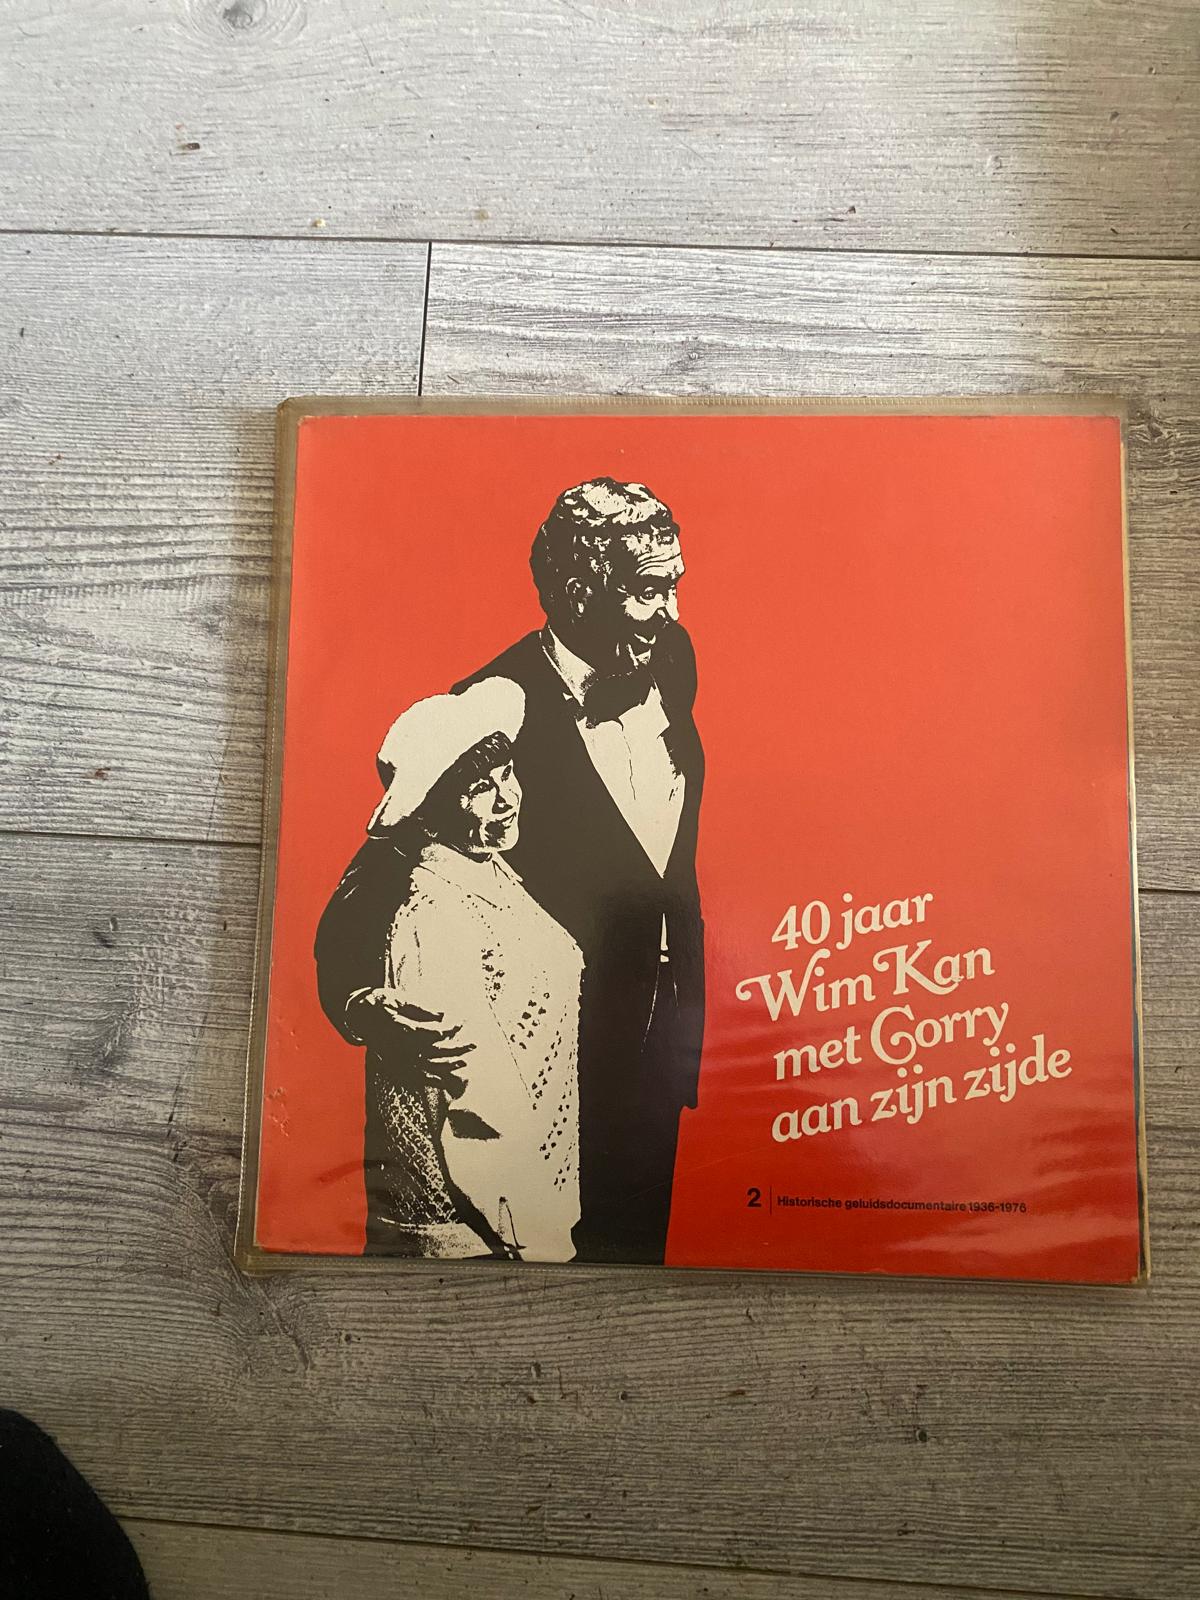 40 jaar
Wim Kan
met Corry
aan zijn zijde
2 Historische geluidsdocumentaire 1936-1976